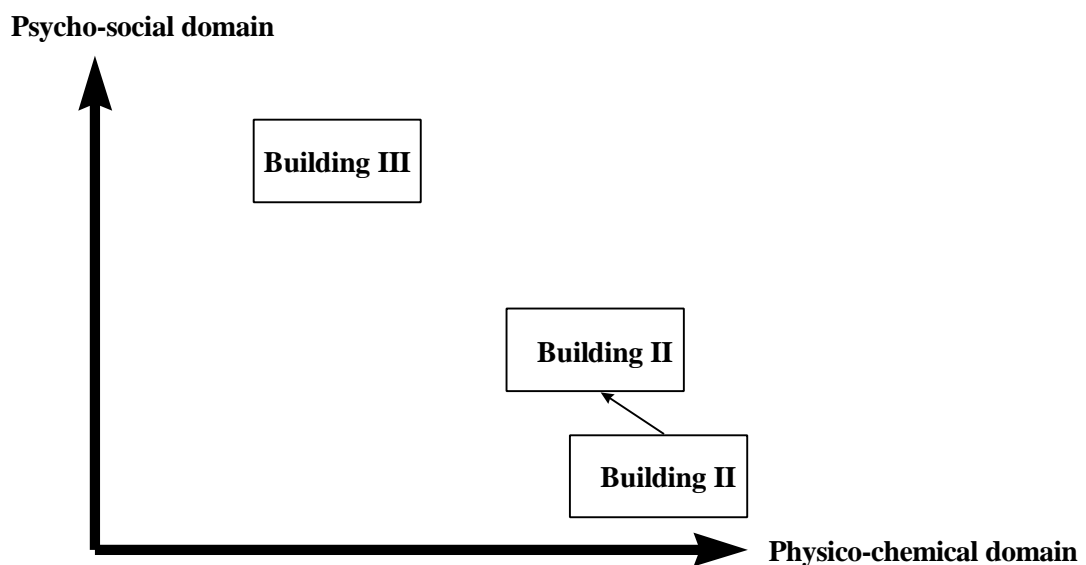 Psycho-social domain
Building III
Building II
Building II
Physico-chemical domain